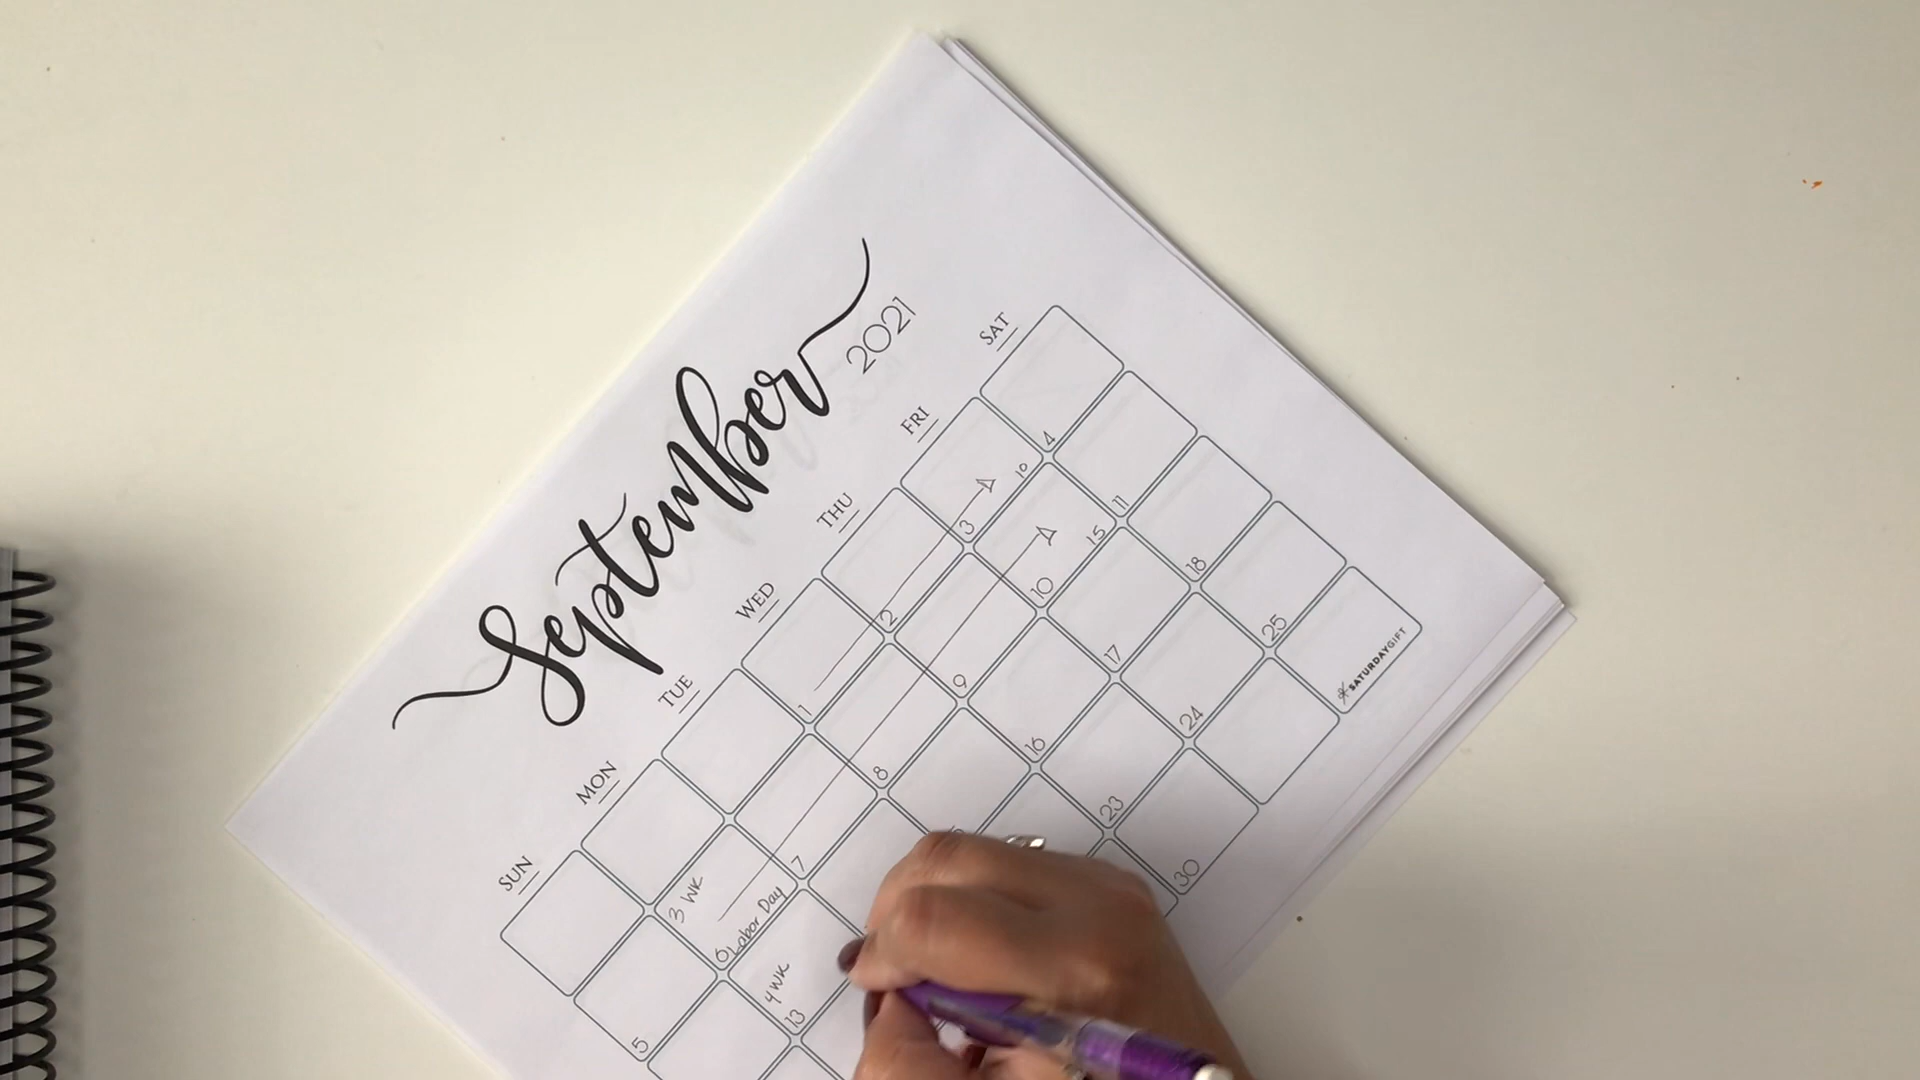 September
2021
SUN MON TUE WED THU FRI SAT
1 2 3 10 4
5 6 Labor Day 3 WK 7 8 9 10 15 11
13 4 WK 16 17 18
23 24 25
30
SATURDAYGIFT